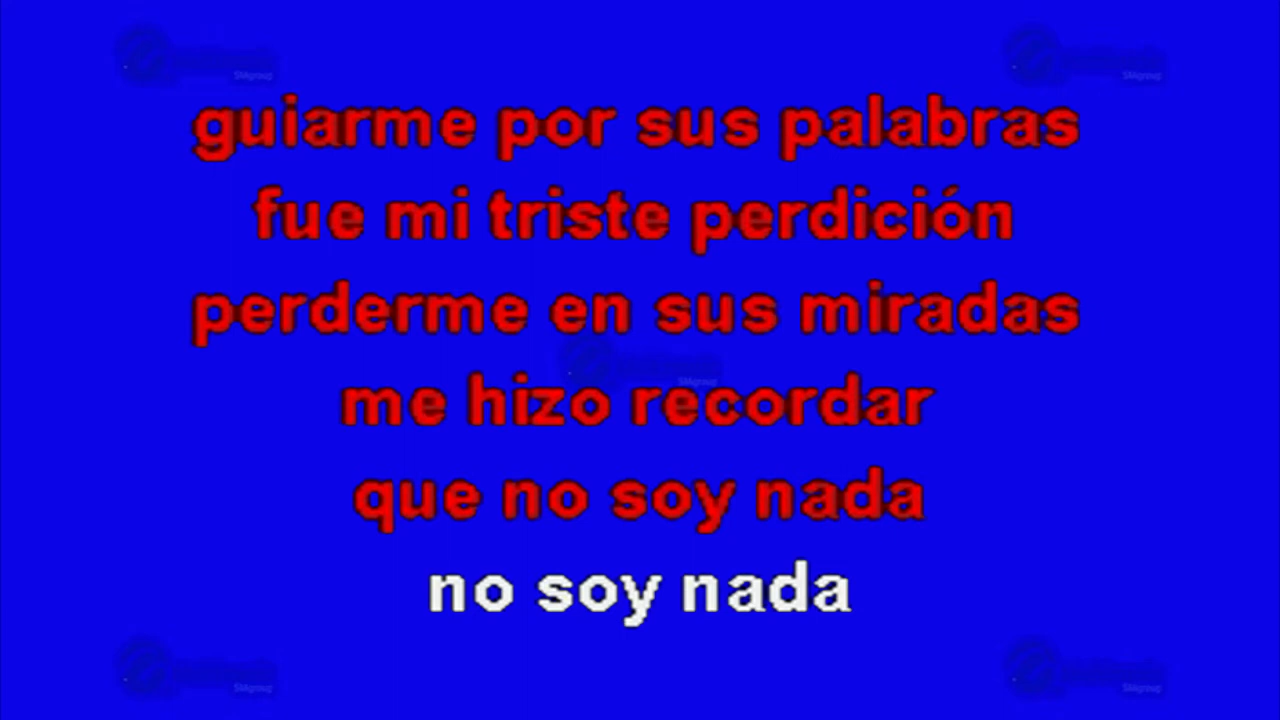 guiarme por sus palabras
fue mi triste perdición
perderme en sus miradas
me hizo recordar
que no soy nada
no soy nada